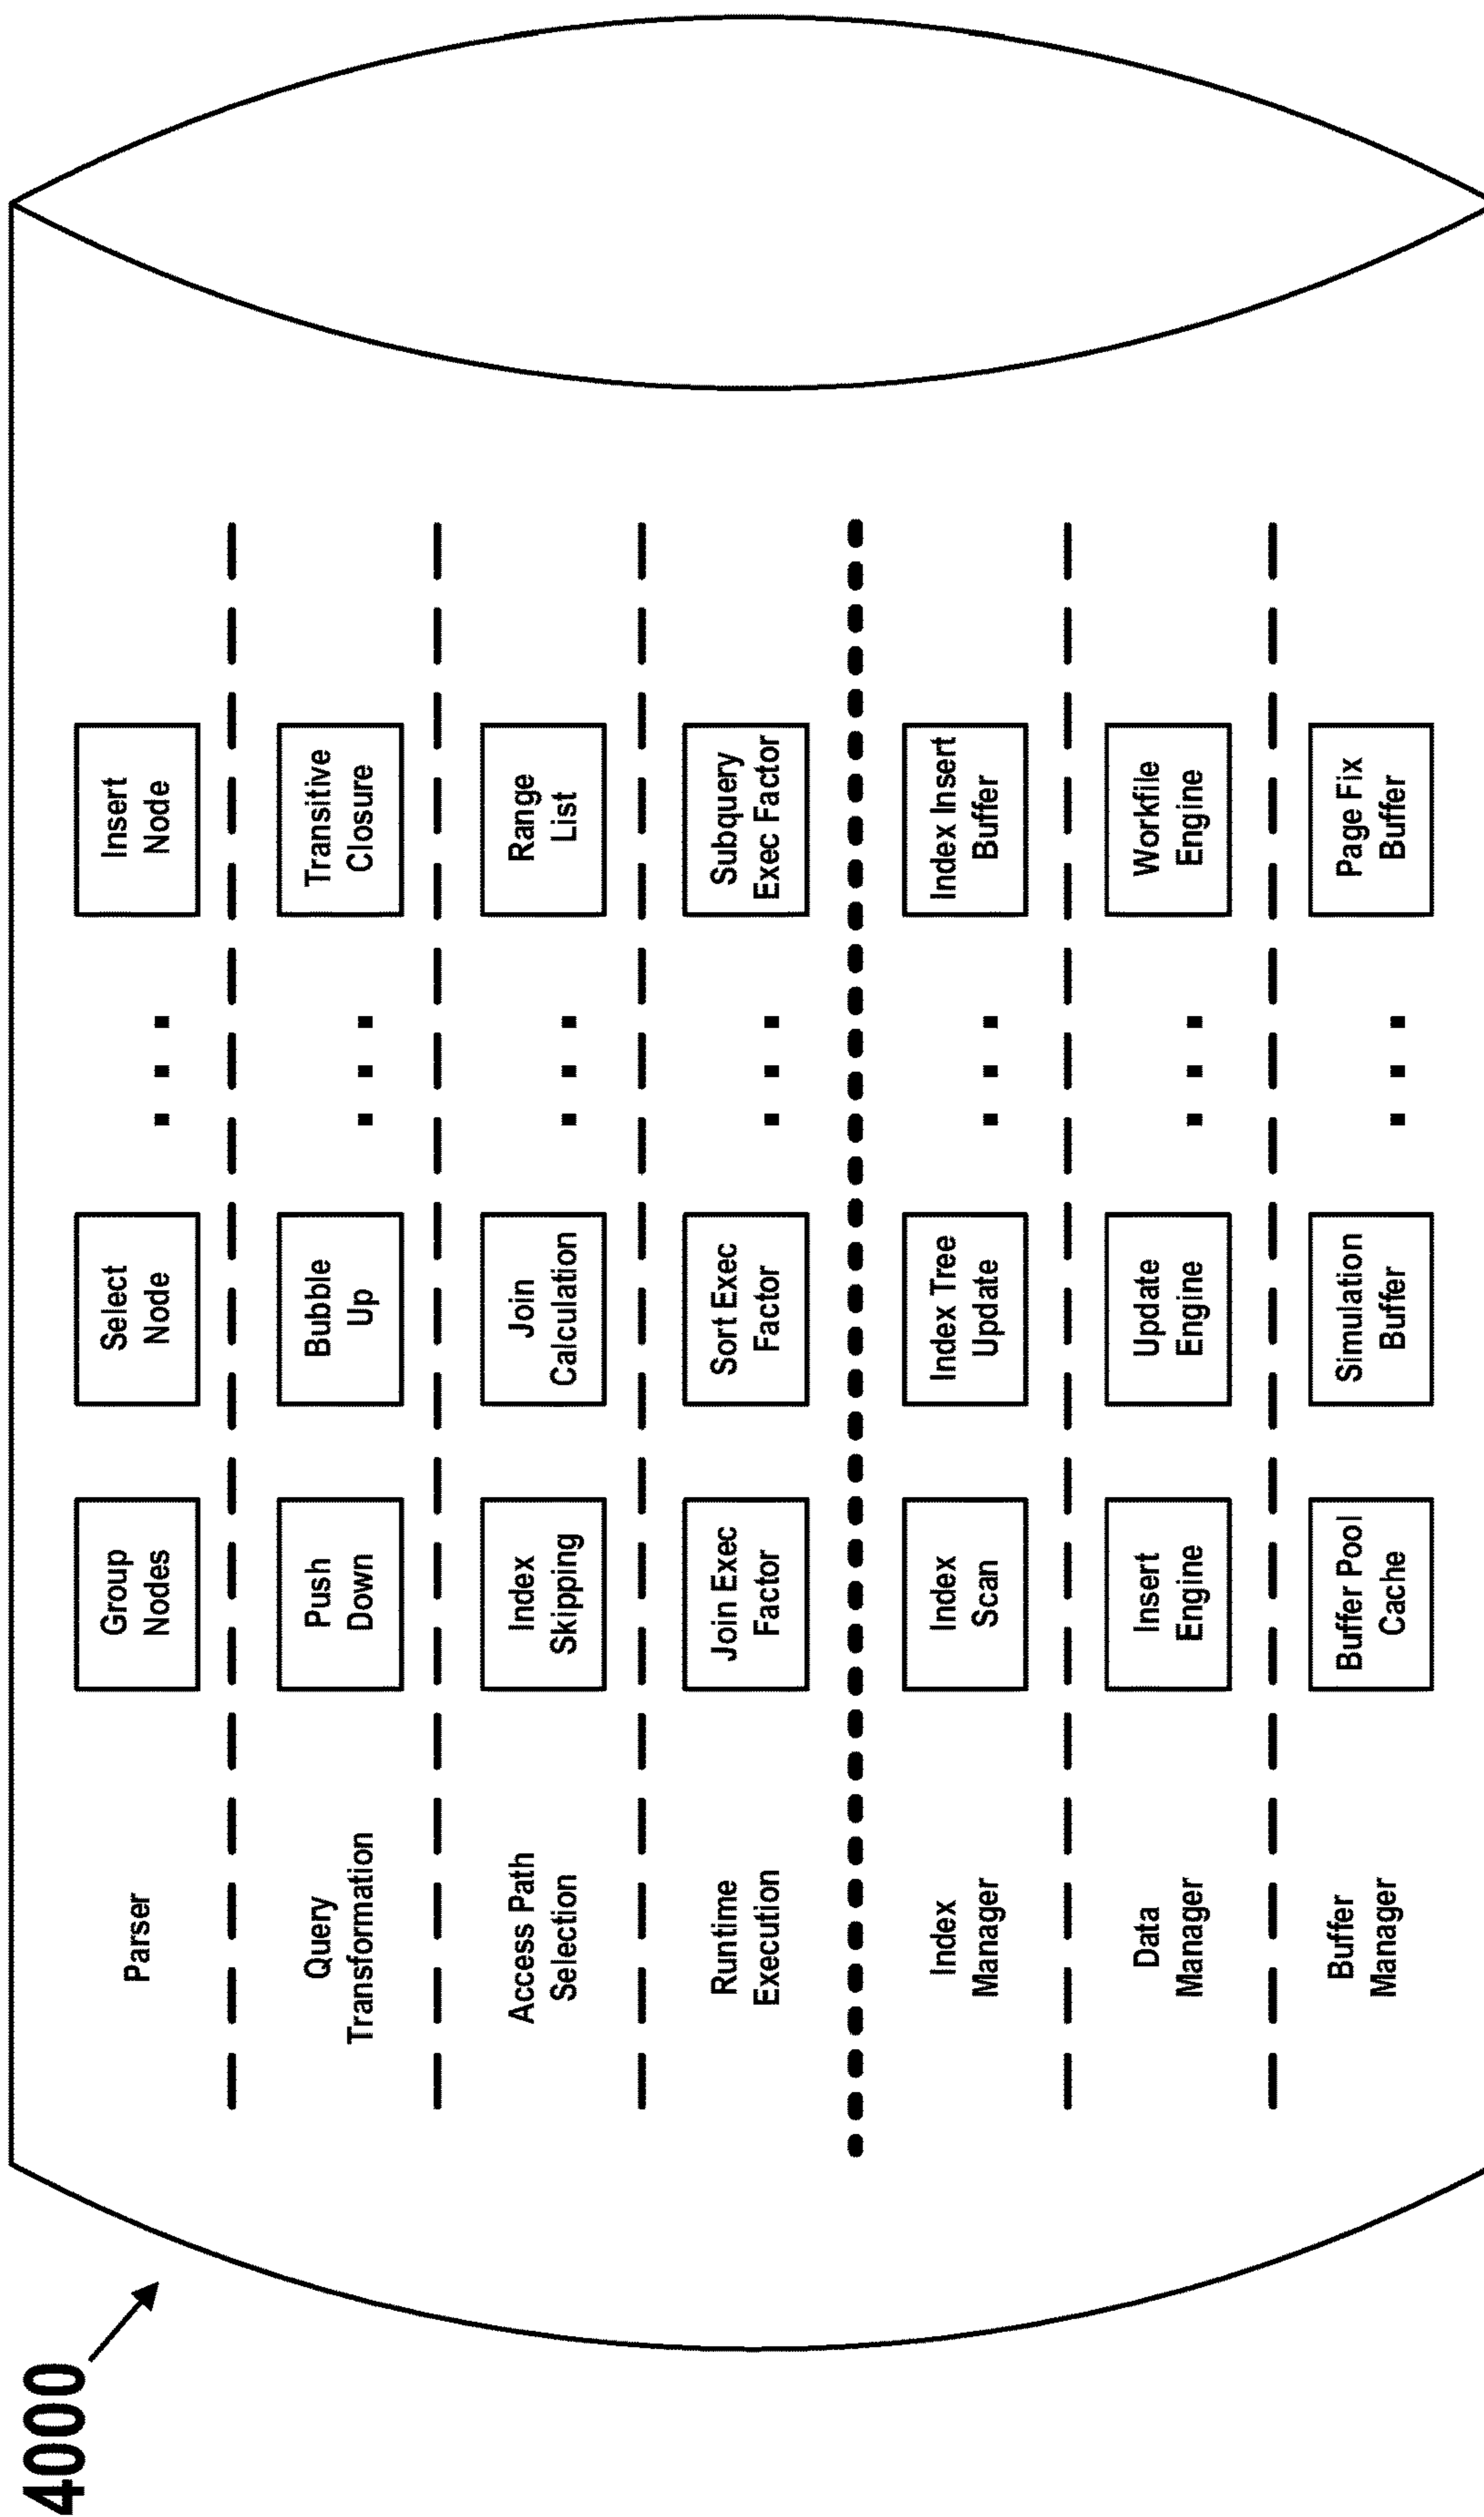 4000
Parser
Group
Nodes
Select
Node
. . .
Insert
Node
Query
Transformation
Push
Down
Bubble
Up
. . .
Transitive
Closure
Access Path
Selection
Index
Skipping
Join
Calculation
. . .
Range
List
Runtime
Execution
Join Exec
Factor
Sort Exec
Factor
. . .
Subquery
Exec Factor
Index
Manager
Index
Scan
Index Tree
Update
. . .
Index Insert
Buffer
Data
Manager
Insert
Engine
Update
Engine
. . .
Workfile
Engine
Buffer
Manager
Buffer Pool
Cache
Simulation
Buffer
. . .
Page Fix
Buffer